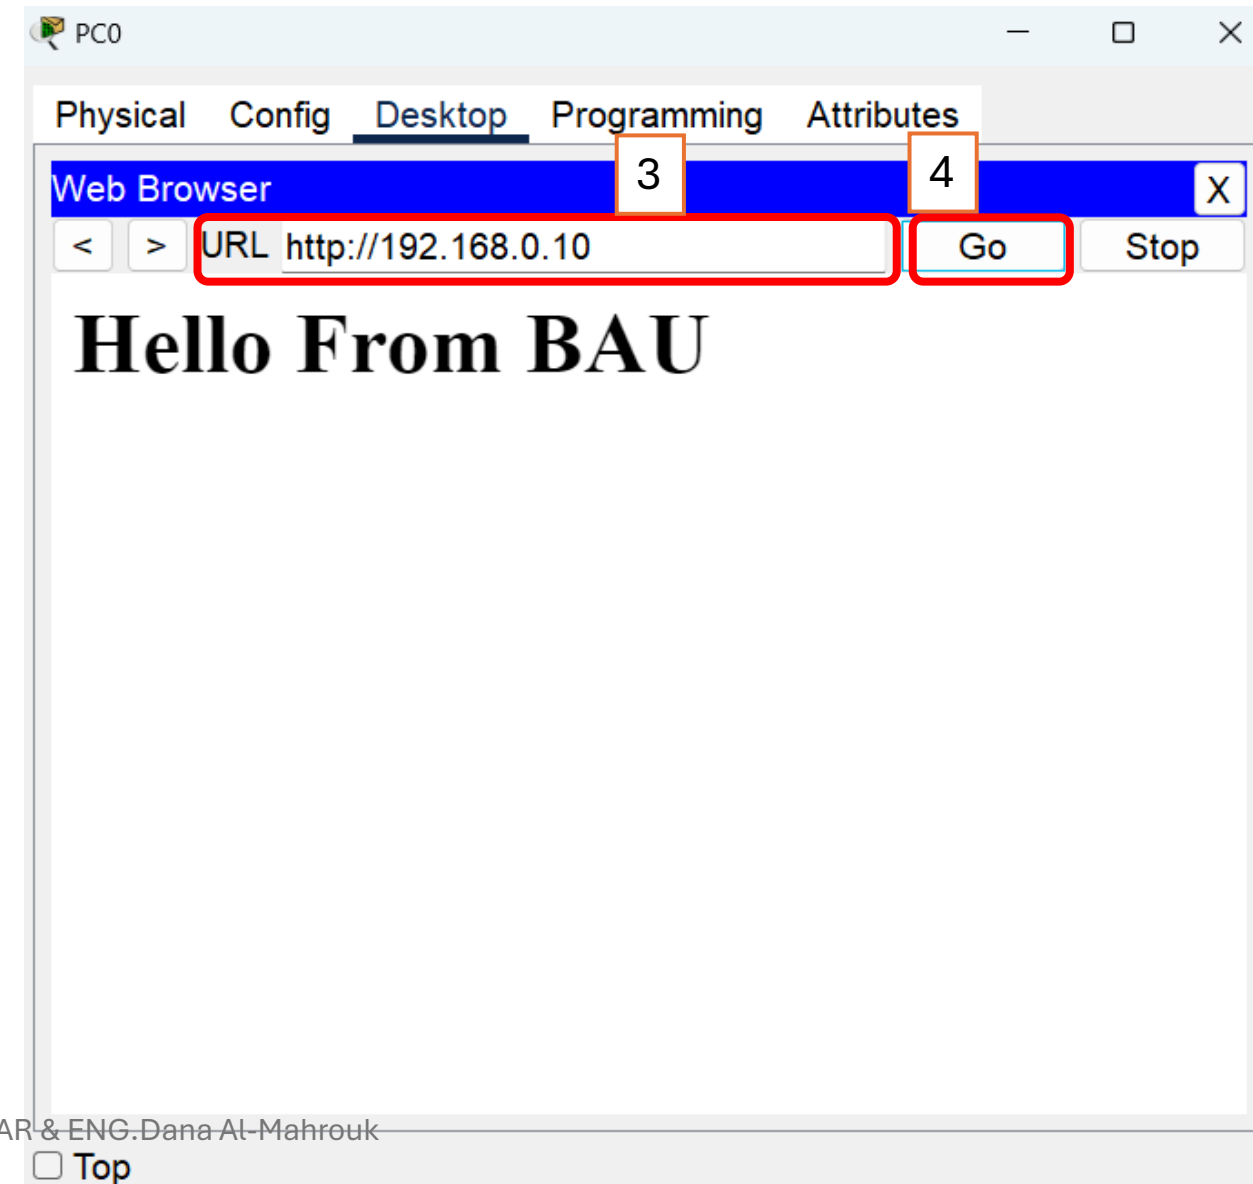 PC0
Physical Config Desktop Programming Attributes
3 4
Web Browser X
< > URL http://192.168.0.10 Go Stop
Hello From BAU
& ENG.Dana Al-Mahrouk
Top